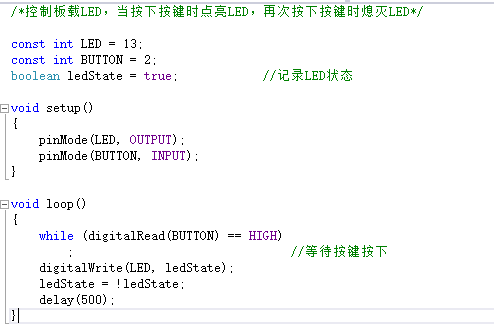 /*控制板载LED，当按下按键时点亮LED，再次按下按键时熄灭LED*/
const int LED = 13;
const int BUTTON = 2;
boolean ledState = true;          //记录LED状态
void setup()
{
    pinMode(LED, OUTPUT);
    pinMode(BUTTON, INPUT);
}
void loop()
{
    while (digitalRead(BUTTON) == HIGH)
        ;                         //等待按键按下
    digitalWrite(LED, ledState);
    ledState = !ledState;
    delay(500);
}